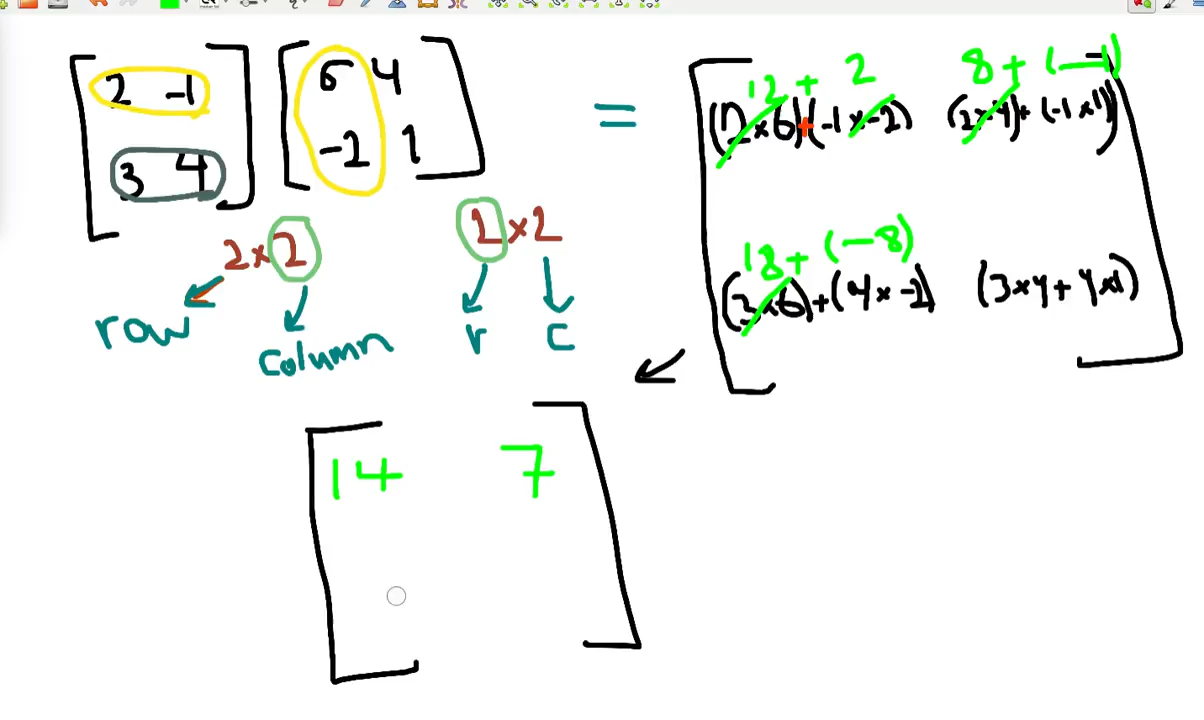 2 -1 6 4 = 12 + 2 8 + (-1)
(2×6)+(-1×-2) (2×4)+(-1×1)
3 4 -2 1
2×2 2×2
18 + (-8)
(3×6)+(4×-2) (3×4+4×1)
row column r C
14 7